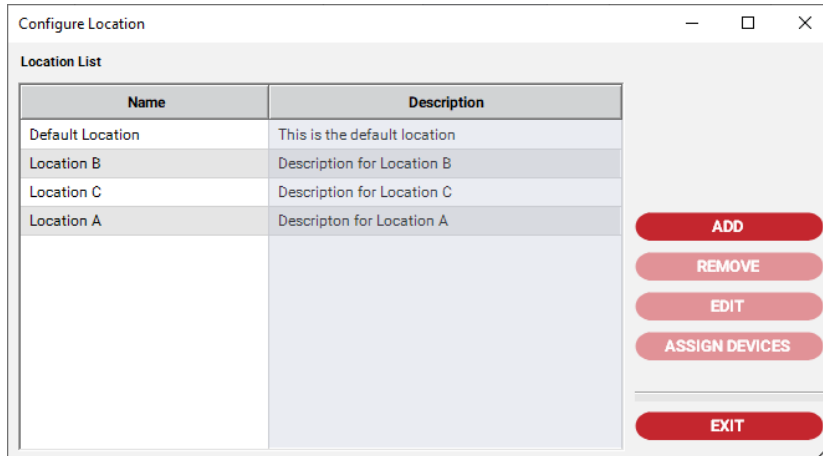 Configure Location
Location List
Name Description
Default Location This is the default location
Location B Description for Location B
Location C Description for Location C
Location A Descripton for Location A
ADD
REMOVE
EDIT
ASSIGN DEVICES
EXIT